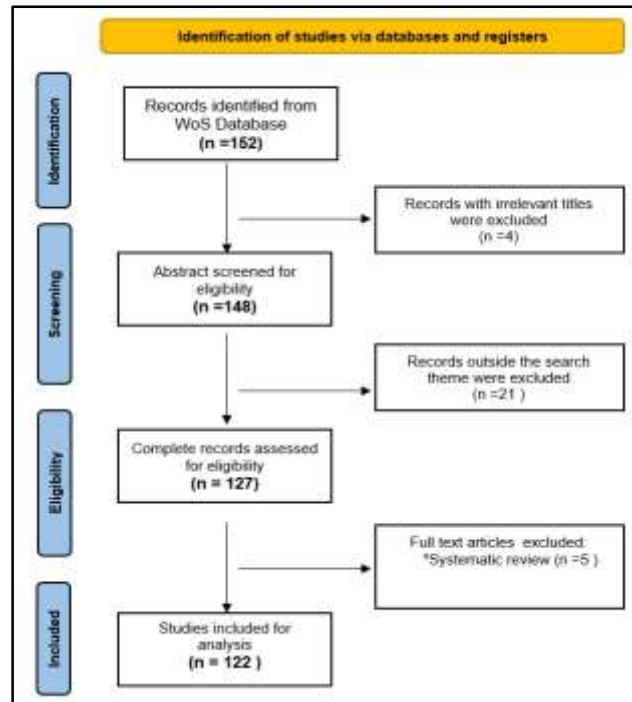 Identification of studies via databases and registers
Identification
Records identified from
WoS Database
(n =152)
Records with irrelevant titles
were excluded
(n =4)
Screening
Abstract screened for
eligibility
(n =148)
Records outside the search
theme were excluded
(n =21 )
Eligibility
Complete records assessed
for eligibility
(n = 127)
Full text articles excluded:
*Systematic review (n =5 )
Included
Studies included for
analysis
(n = 122 )